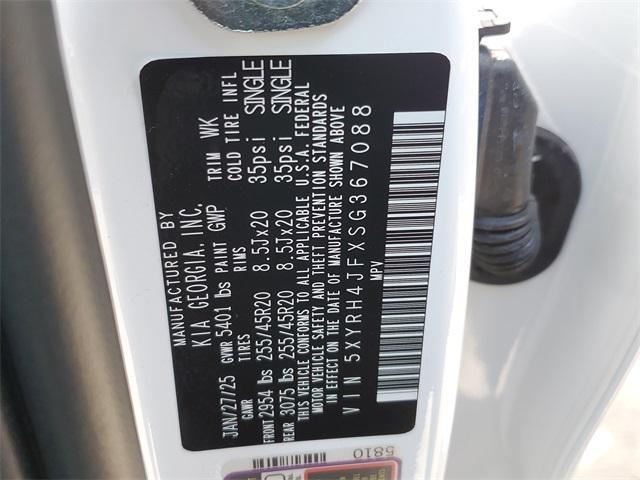 MANUFACTURED BY
KIA GEORGIA, INC.
JAN/27/25 GVWR 5401 lbs PAINT GWP TRIM WK
GAWR TIRES RIMS COLD TIRE INFL
FRONT 2954 lbs 255/45R20 8.5Jx20 35psi SINGLE
REAR 3075 lbs 255/45R20 8.5Jx20 35psi SINGLE
THIS VEHICLE CONFORMS TO ALL APPLICABLE U.S.A. FEDERAL
MOTOR VEHICLE SAFETY AND THEFT PREVENTION STANDARDS
IN EFFECT ON THE DATE OF MANUFACTURE SHOWN ABOVE
VIN 5XYRH4JFXSG367088
MPV
5810